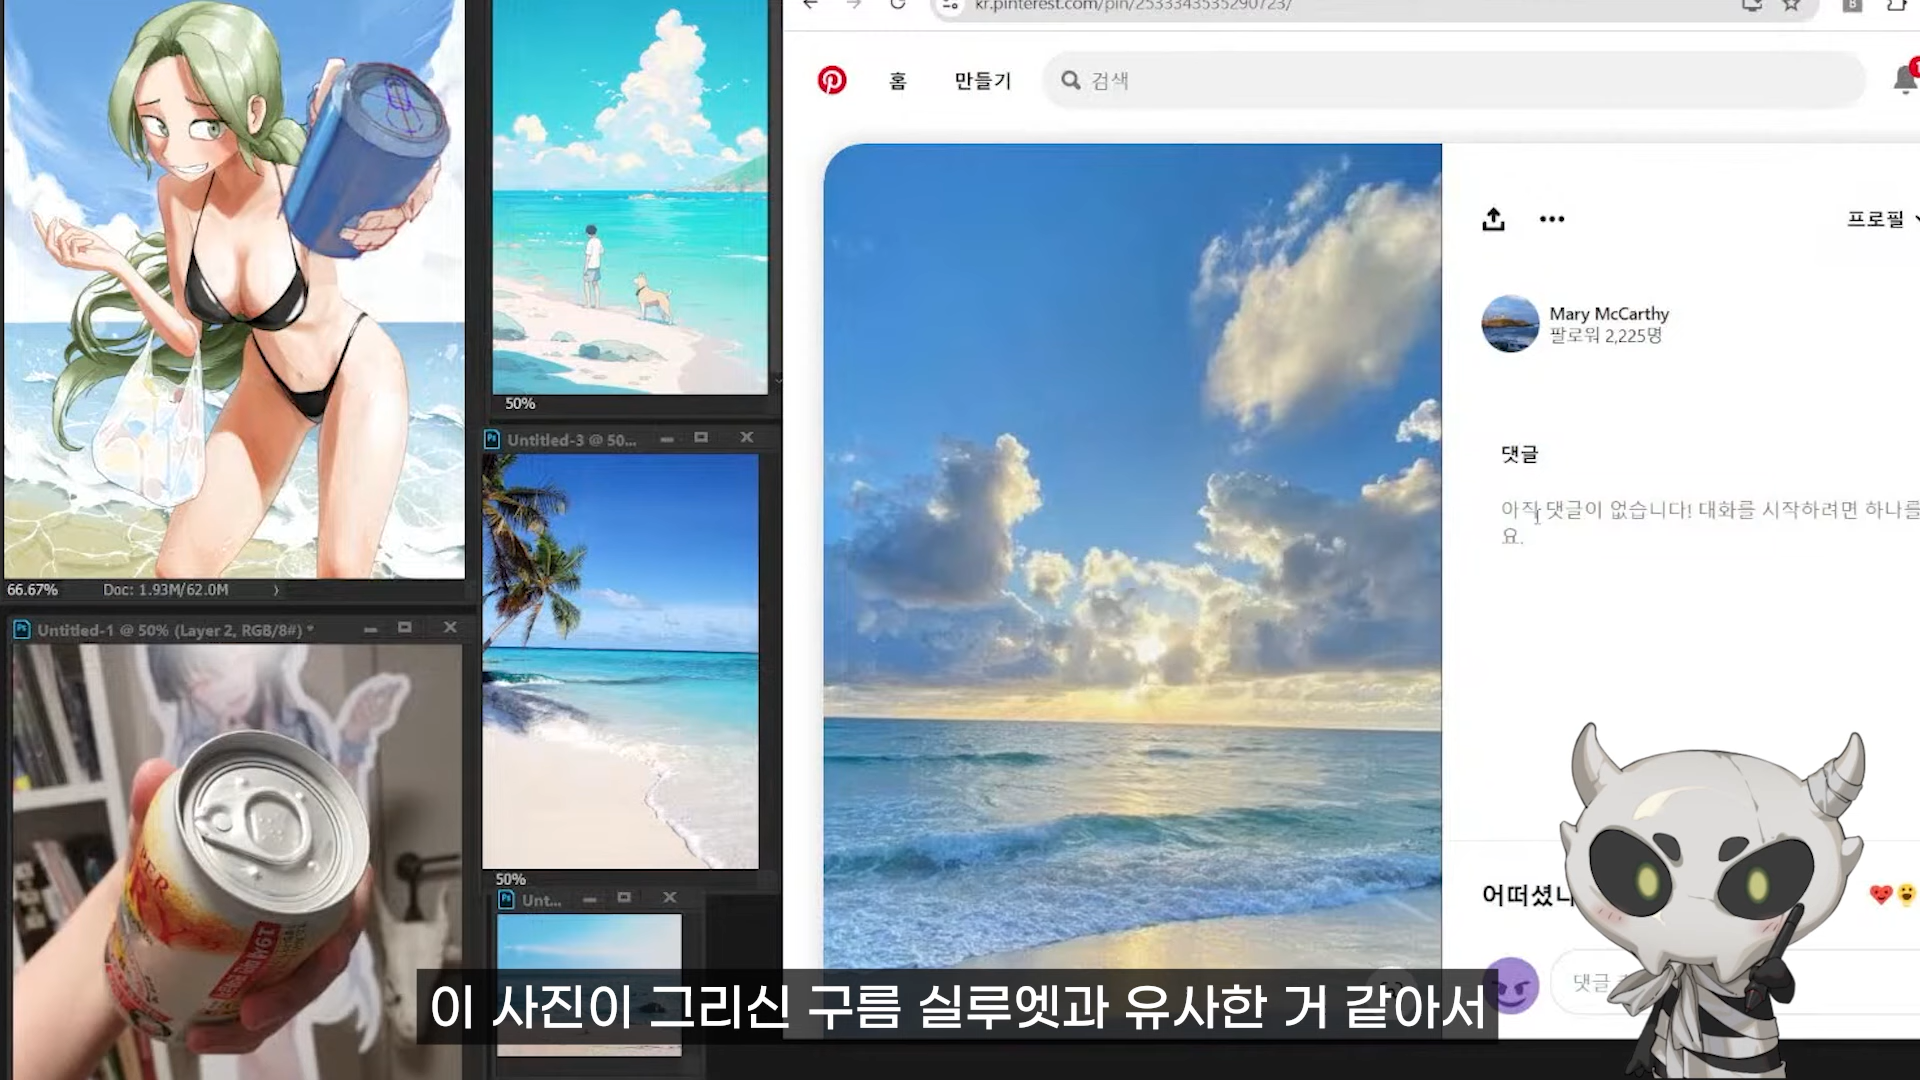 kr.pinterest.com/pin/2533343535290723/
홈
만들기
검색
프로필
Mary McCarthy
팔로워 2,225명
댓글
아직 댓글이 없습니다! 대화를 시작하려면 하나를
요.
어떠셨나
댓글
50%
Untitled-3 @ 50...
66.67% Doc: 1.93M/62.0M
Untitled-1 @ 50% (Layer 2, RGB/8#) *
50%
Unt...
이 사진이 그리신 구름 실루엣과 유사한 거 같아서